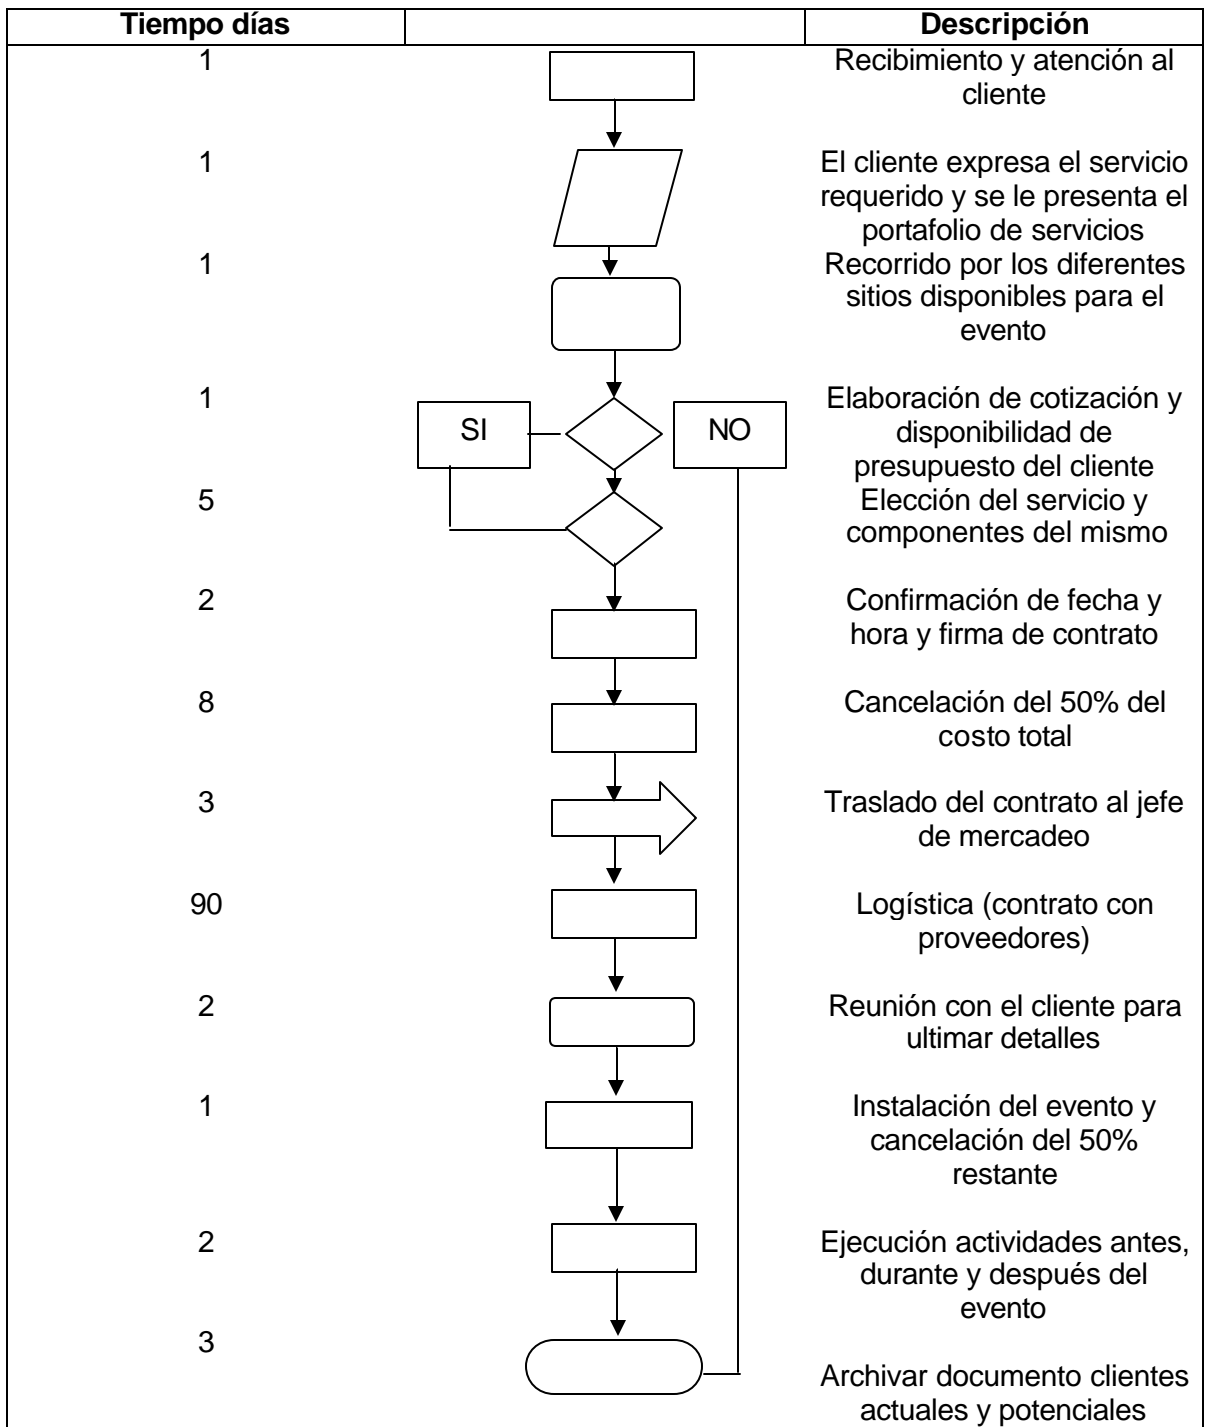 Tiempo días Descripción
1 Recibimiento y atención al
cliente
1 El cliente expresa el servicio
requerido y se le presenta el
portafolio de servicios
1 Recorrido por los diferentes
sitios disponibles para el
evento
1 Elaboración de cotización y
SI NO disponibilidad de
presupuesto del cliente
5 Elección del servicio y
componentes del mismo
2 Confirmación de fecha y
hora y firma de contrato
8 Cancelación del 50% del
costo total
3 Traslado del contrato al jefe
de mercadeo
90 Logística (contrato con
proveedores)
2 Reunión con el cliente para
ultimar detalles
1 Instalación del evento y
cancelación del 50%
restante
2 Ejecución actividades antes,
durante y después del
evento
3
Archivar documento clientes
actuales y potenciales